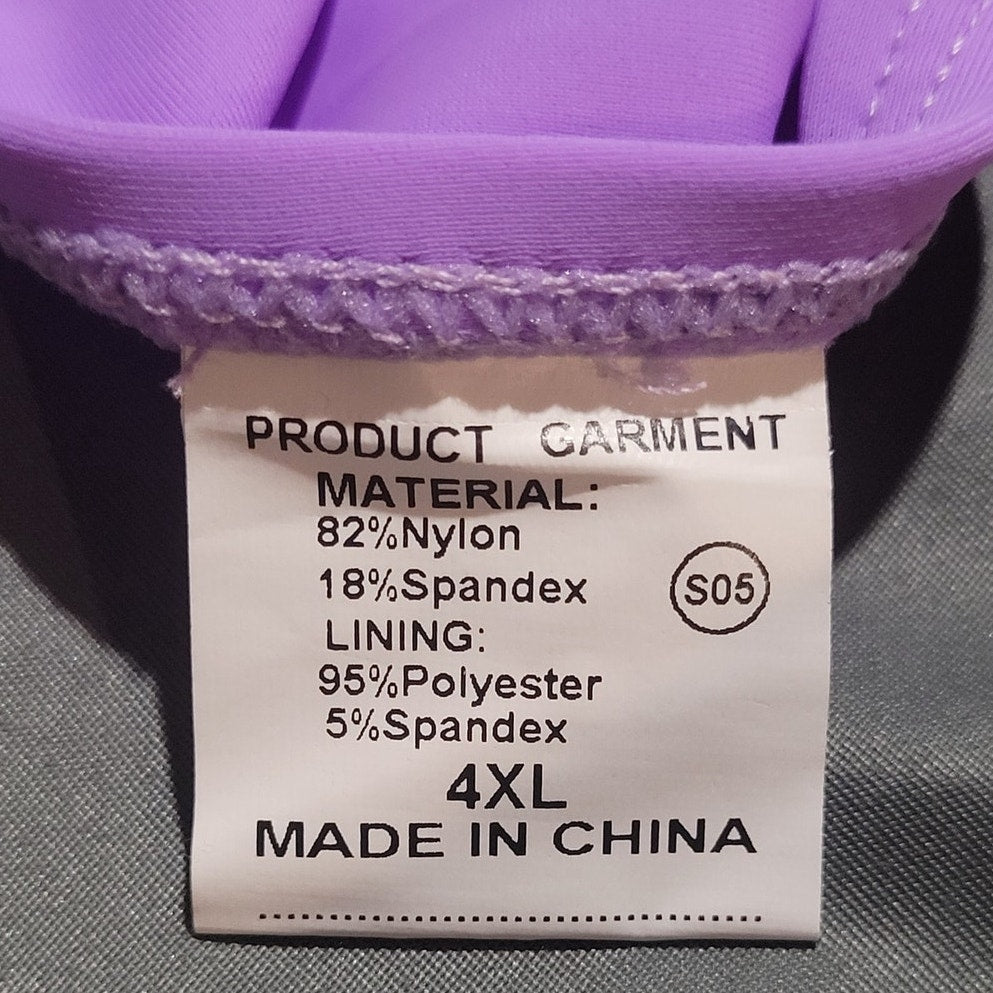 PRODUCT GARMENT
MATERIAL:
82%Nylon
18%Spandex
S05
LINING:
95%Polyester
5%Spandex
4XL
MADE IN CHINA